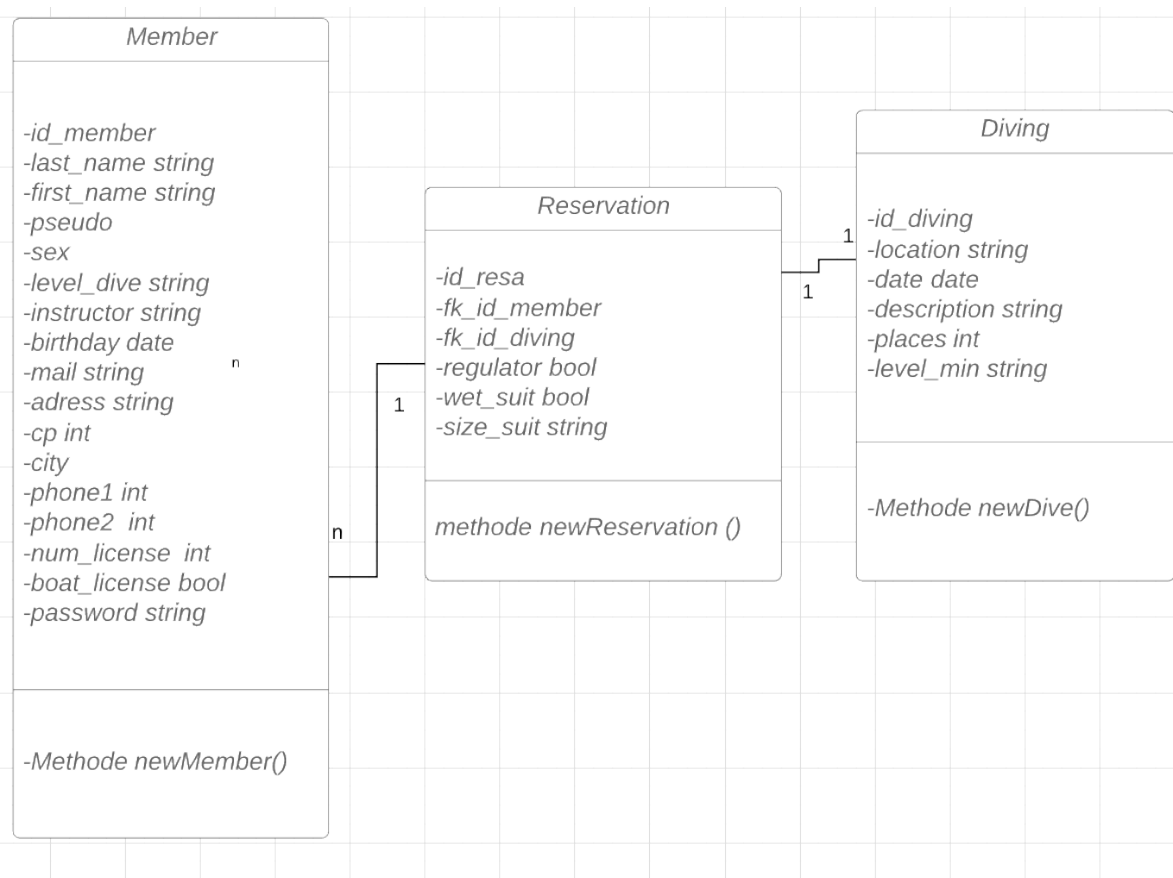 Member
-id_member
-last_name string
-first_name string
-pseudo
-sex
-level_dive string
-instructor string
-birthday date
-mail string
-adress string
-cp int
-city
-phone1 int
-phone2  int
-num_license  int
-boat_license bool
-password string
-Methode newMember()
n
n
1
Reservation
-id_resa
-fk_id_member
-fk_id_diving
-regulator bool
-wet_suit bool
-size_suit string
methode newReservation ()
1
1
Diving
-id_diving
-location string
-date date
-description string
-places int
-level_min string
-Methode newDive()